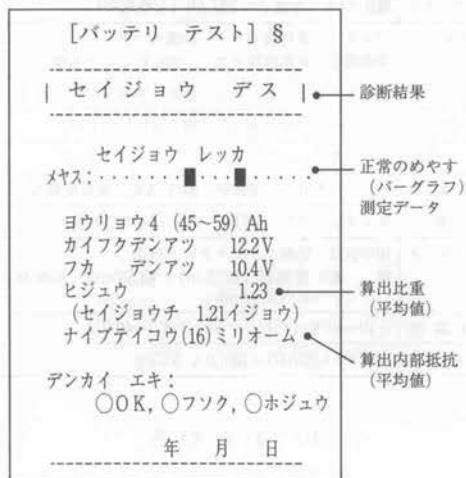 [バッテリ テスト] §
セイジョウ デス
診断結果
セイジョウ レッカ
メヤス:・・・・・・・・■・・・■・・・・・
正常のめやす
(バーグラフ)
測定データ
ヨウリョウ4 (45~59) Ah
カイフクデンアツ 12.2V
フカ デンアツ 10.4V
ヒジュウ 1.23
算出比重
(平均値)
(セイジョウチ 1.21イジョウ)
ナイブテイコウ(16)ミリオーム
算出内部抵抗
(平均値)
デンカイ エキ:
○OK, ○フソク, ○ホジュウ
年 月 日